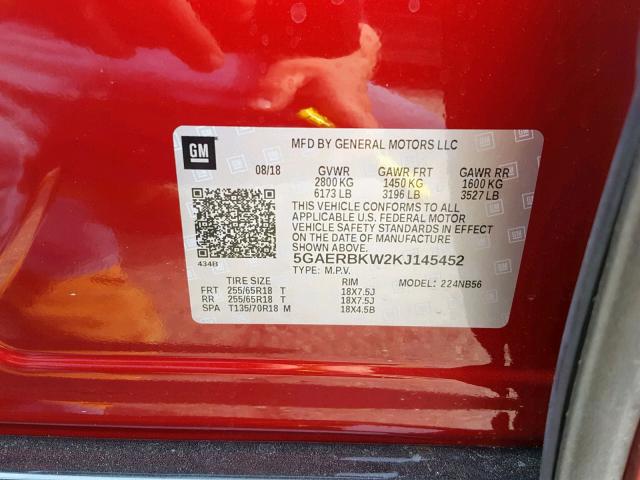 GM
MFD BY GENERAL MOTORS LLC
08/18 GVWR GAWR FRT GAWR RR
2800 KG 1450 KG 1600 KG
6173 LB 3196 LB 3527 LB
THIS VEHICLE CONFORMS TO ALL
APPLICABLE U.S. FEDERAL MOTOR
VEHICLE SAFETY STANDARDS IN EFFECT
ON THE DATE OF MANUFACTURE
SHOWN ABOVE.
434B
5GAERBKW2KJ145452
TYPE: M.P.V. MODEL: 224NB56
TIRE SIZE RIM
FRT 255/65R18 T 18X7.5J
RR 255/65R18 T 18X7.5J
SPA T135/70R18 M 18X4.5B